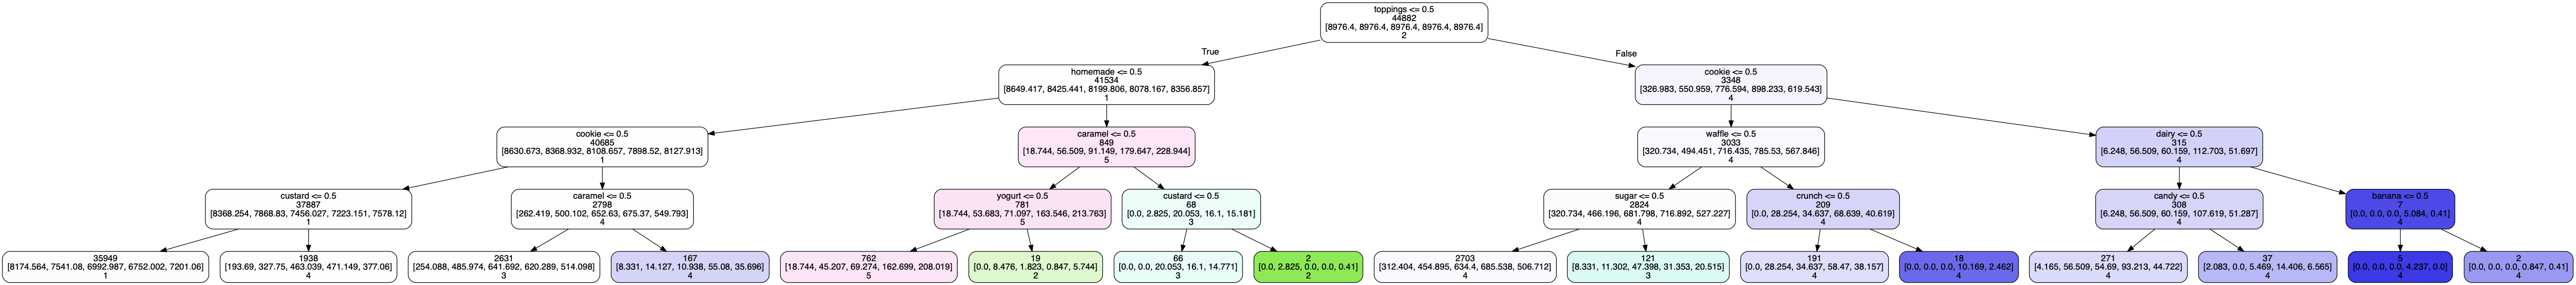 toppings <= 0.5
44882
[8976.4, 8976.4, 8976.4, 8976.4, 8976.4]
2
True
False
homemade <= 0.5
41534
[8649.417, 8425.441, 8199.806, 8078.167, 8356.857]
1
cookie <= 0.5
3348
[326.983, 550.959, 776.594, 898.233, 619.543]
4
cookie <= 0.5
40685
[8630.673, 8368.932, 8108.657, 7898.52, 8127.913]
1
caramel <= 0.5
849
[18.744, 56.509, 91.149, 179.647, 228.944]
5
waffle <= 0.5
3033
[320.734, 494.451, 716.435, 785.53, 567.846]
4
dairy <= 0.5
315
[6.248, 56.509, 60.159, 112.703, 51.697]
4
custard <= 0.5
37887
[8368.254, 7868.83, 7456.027, 7223.151, 7578.12]
1
caramel <= 0.5
2798
[262.419, 500.102, 652.63, 675.37, 549.793]
4
yogurt <= 0.5
781
[18.744, 53.683, 71.097, 163.546, 213.763]
5
custard <= 0.5
68
[0.0, 2.825, 20.053, 16.1, 15.181]
3
sugar <= 0.5
2824
[320.734, 466.196, 681.798, 716.892, 527.227]
4
crunch <= 0.5
209
[0.0, 28.254, 34.637, 68.639, 40.619]
4
candy <= 0.5
308
[6.248, 56.509, 60.159, 107.619, 51.287]
4
banana <= 0.5
7
[0.0, 0.0, 0.0, 5.084, 0.41]
4
35949
[8174.564, 7541.08, 6992.987, 6752.002, 7201.06]
1
1938
[193.69, 327.75, 463.039, 471.149, 377.06]
4
2631
[254.088, 485.974, 641.692, 620.289, 514.098]
3
167
[8.331, 14.127, 10.938, 55.08, 35.696]
4
762
[18.744, 45.207, 69.274, 162.699, 208.019]
5
19
[0.0, 8.476, 1.823, 0.847, 5.744]
2
66
[0.0, 0.0, 20.053, 16.1, 14.771]
3
2
[0.0, 2.825, 0.0, 0.0, 0.41]
2
2703
[312.404, 454.895, 634.4, 685.538, 506.712]
4
121
[8.331, 11.302, 47.398, 31.353, 20.515]
3
191
[0.0, 28.254, 34.637, 58.47, 38.157]
4
18
[0.0, 0.0, 0.0, 10.169, 2.462]
4
271
[4.165, 56.509, 54.69, 93.213, 44.722]
4
37
[2.083, 0.0, 5.469, 14.406, 6.565]
4
5
[0.0, 0.0, 0.0, 4.237, 0.0]
4
2
[0.0, 0.0, 0.0, 0.847, 0.41]
4